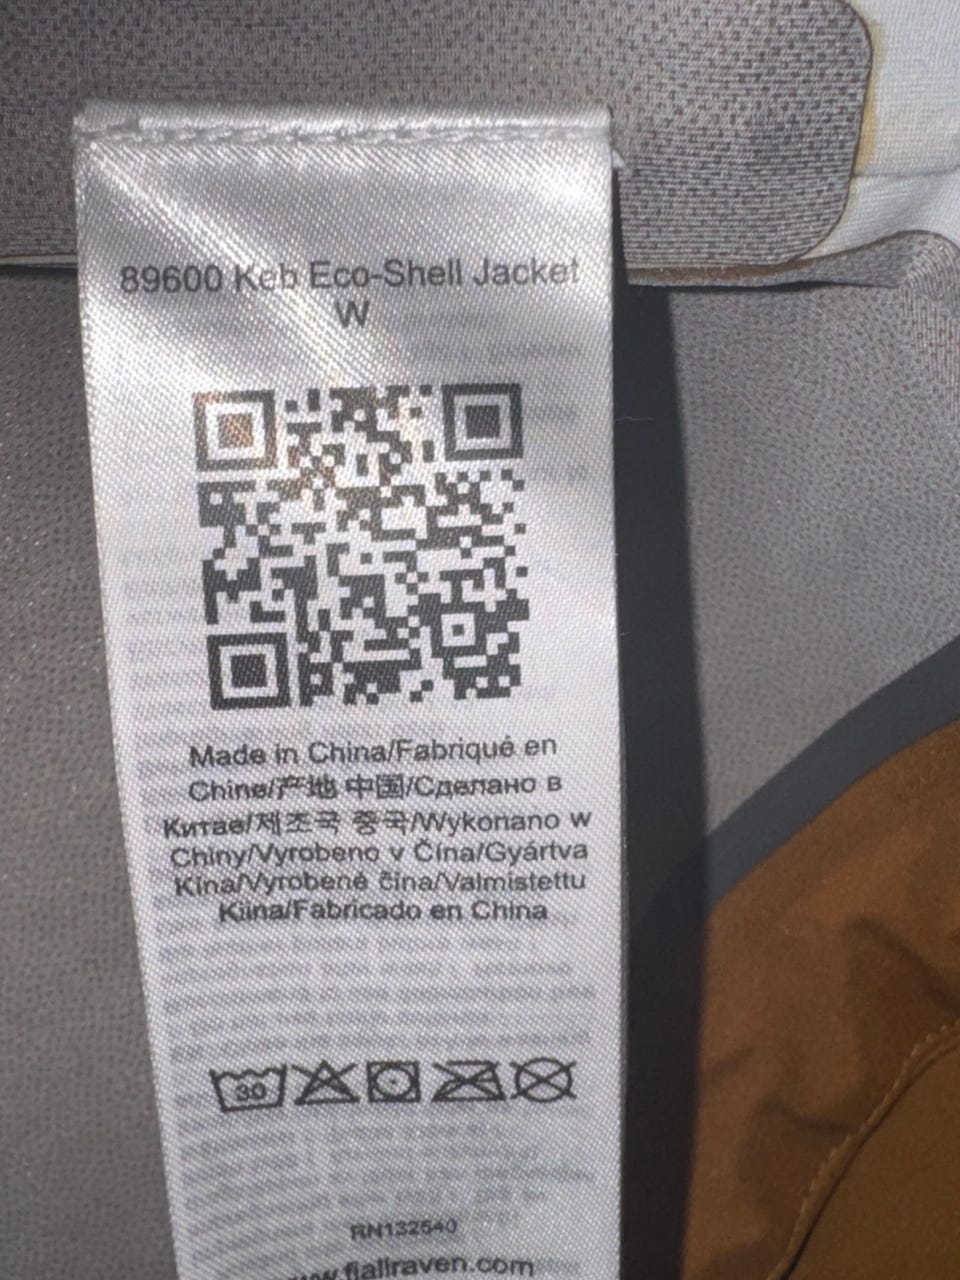 89600 Keb Eco-Shell Jacket
W
Made in China/Fabriqué en
Chine/产地 中国/Сделано в
Китае/제조국 중국/Wykonano w
Chiny/Vyrobeno v Čína/Gyártva
Kína/Vyrobené čína/Valmistettu
Kiina/Fabricado en China
30
RN132540
www.fjallraven.com